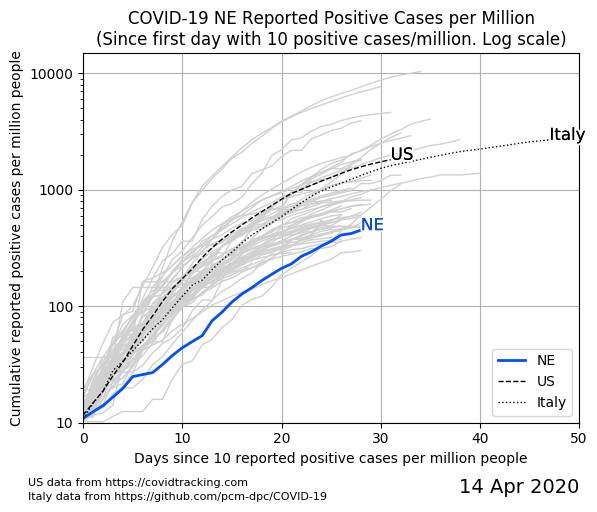 COVID-19 NE Reported Positive Cases per Million
(Since first day with 10 positive cases/million. Log scale)
Cumulative reported positive cases per million people
10000
1000
100
10
Italy
US
NE
NE
US
Italy
0
10
20
30
40
50
Days since 10 reported positive cases per million people
US data from https://covidtracking.com
Italy data from https://github.com/pcm-dpc/COVID-19
14 Apr 2020